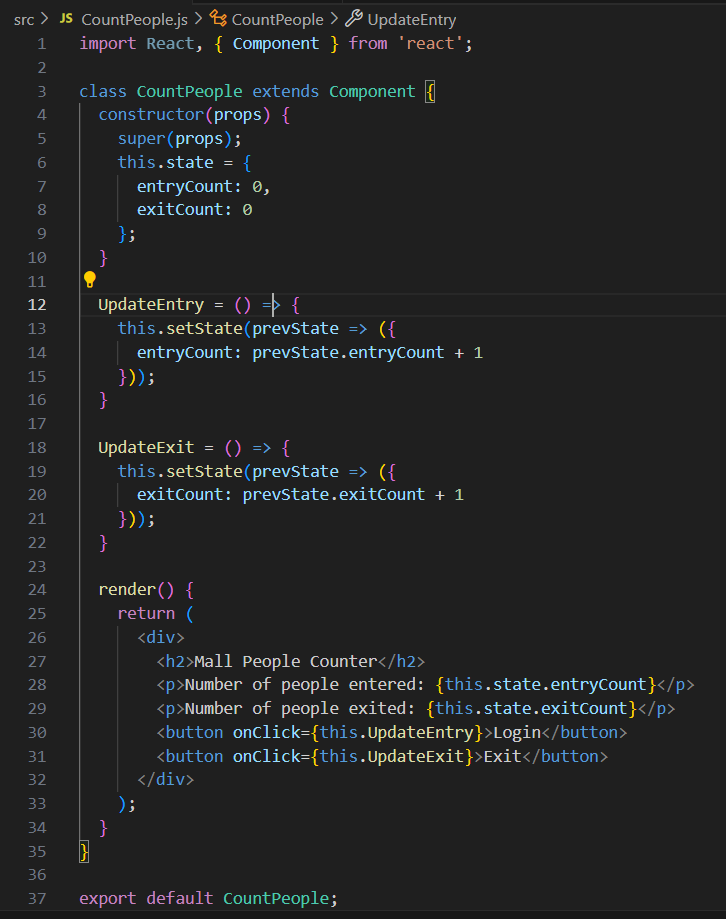 src > JS CountPeople.js > CountPeople > UpdateEntry
1 import React, { Component } from 'react';
2
3 class CountPeople extends Component {
4   constructor(props) {
5     super(props);
6     this.state = {
7       entryCount: 0,
8       exitCount: 0
9     };
10   }
11
12   UpdateEntry = () => {
13     this.setState(prevState => ({
14       entryCount: prevState.entryCount + 1
15     }));
16   }
17
18   UpdateExit = () => {
19     this.setState(prevState => ({
20       exitCount: prevState.exitCount + 1
21     }));
22   }
23
24   render() {
25     return (
26       <div>
27         <h2>Mall People Counter</h2>
28         <p>Number of people entered: {this.state.entryCount}</p>
29         <p>Number of people exited: {this.state.exitCount}</p>
30         <button onClick={this.UpdateEntry}>Login</button>
31         <button onClick={this.UpdateExit}>Exit</button>
32       </div>
33     );
34   }
35 }
36
37 export default CountPeople;